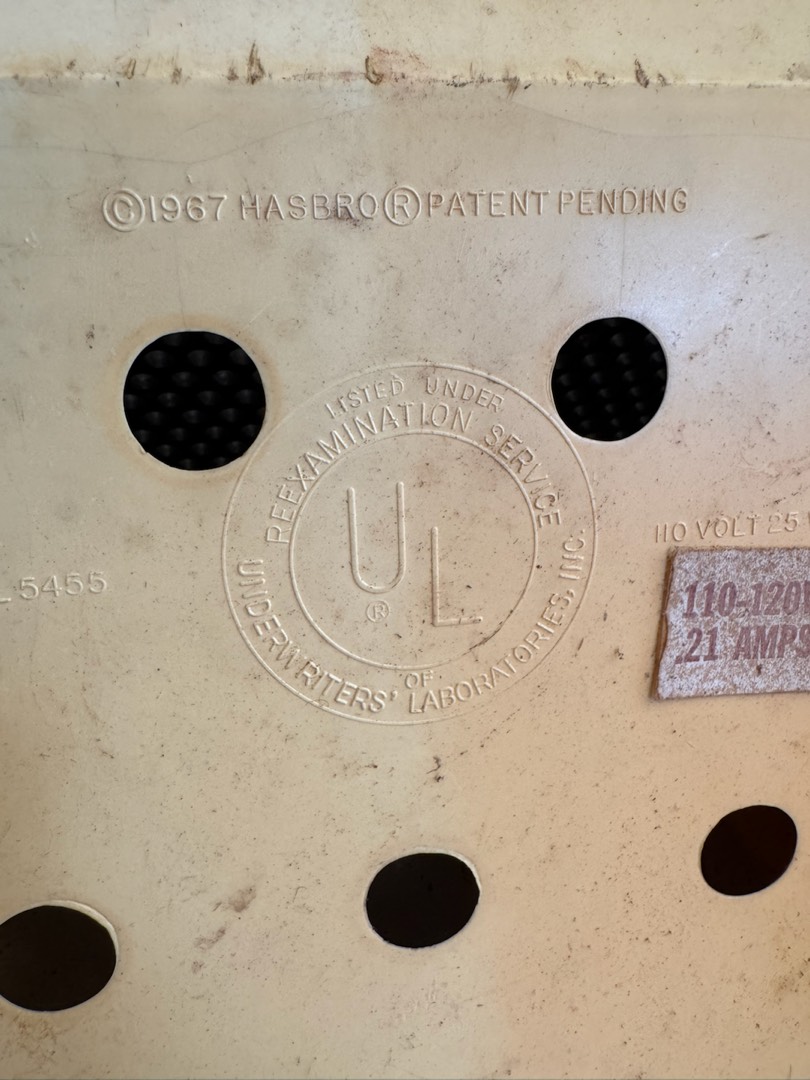 ©1967 HASBRO® PATENT PENDING
LISTED UNDER
REEXAMINATION SERVICE
UL
®
OF
UNDERWRITERS' LABORATORIES, INC.
5455
110 VOLT 25
110-120V
.21 AMPS